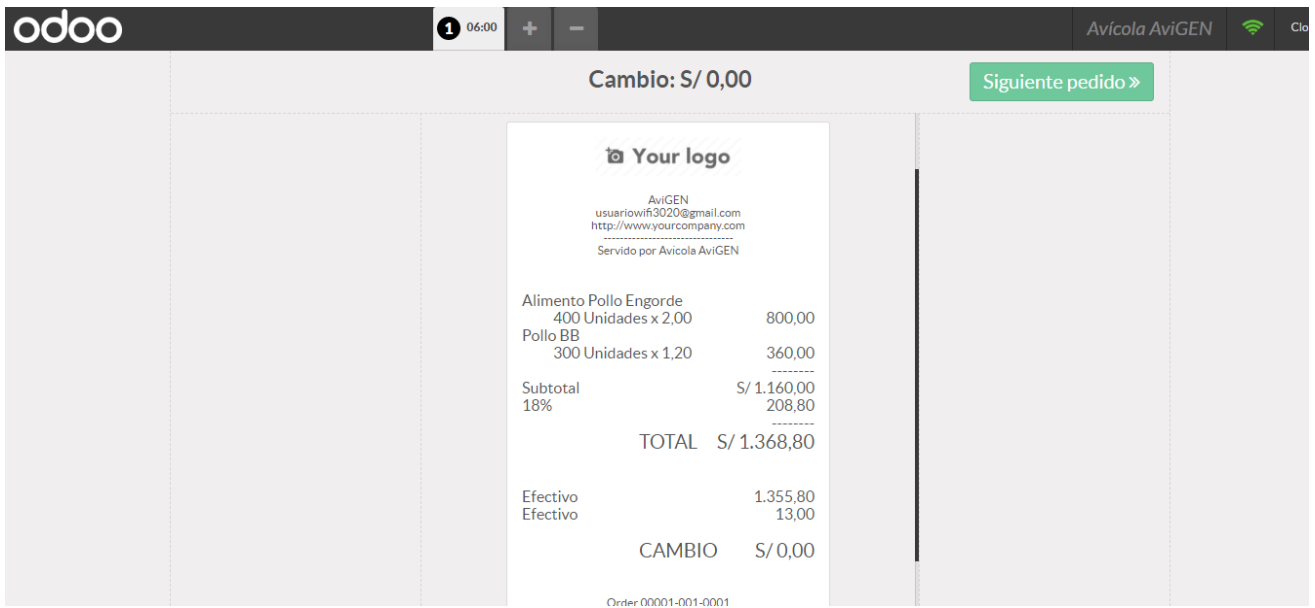 odoo
1 06:00 + −
Avícola AviGEN
Clo
Cambio: S/ 0,00
Siguiente pedido »
Your logo
AviGEN
usuariowifi3020@gmail.com
http://www.yourcompany.com
--------------------------------
Servido por Avicola AviGEN
Alimento Pollo Engorde
400 Unidades x 2,00 800,00
Pollo BB
300 Unidades x 1,20 360,00
--------
Subtotal S/ 1.160,00
18% 208,80
--------
TOTAL S/ 1.368,80
Efectivo 1.355,80
Efectivo 13,00
CAMBIO S/ 0,00
Order 00001-001-0001